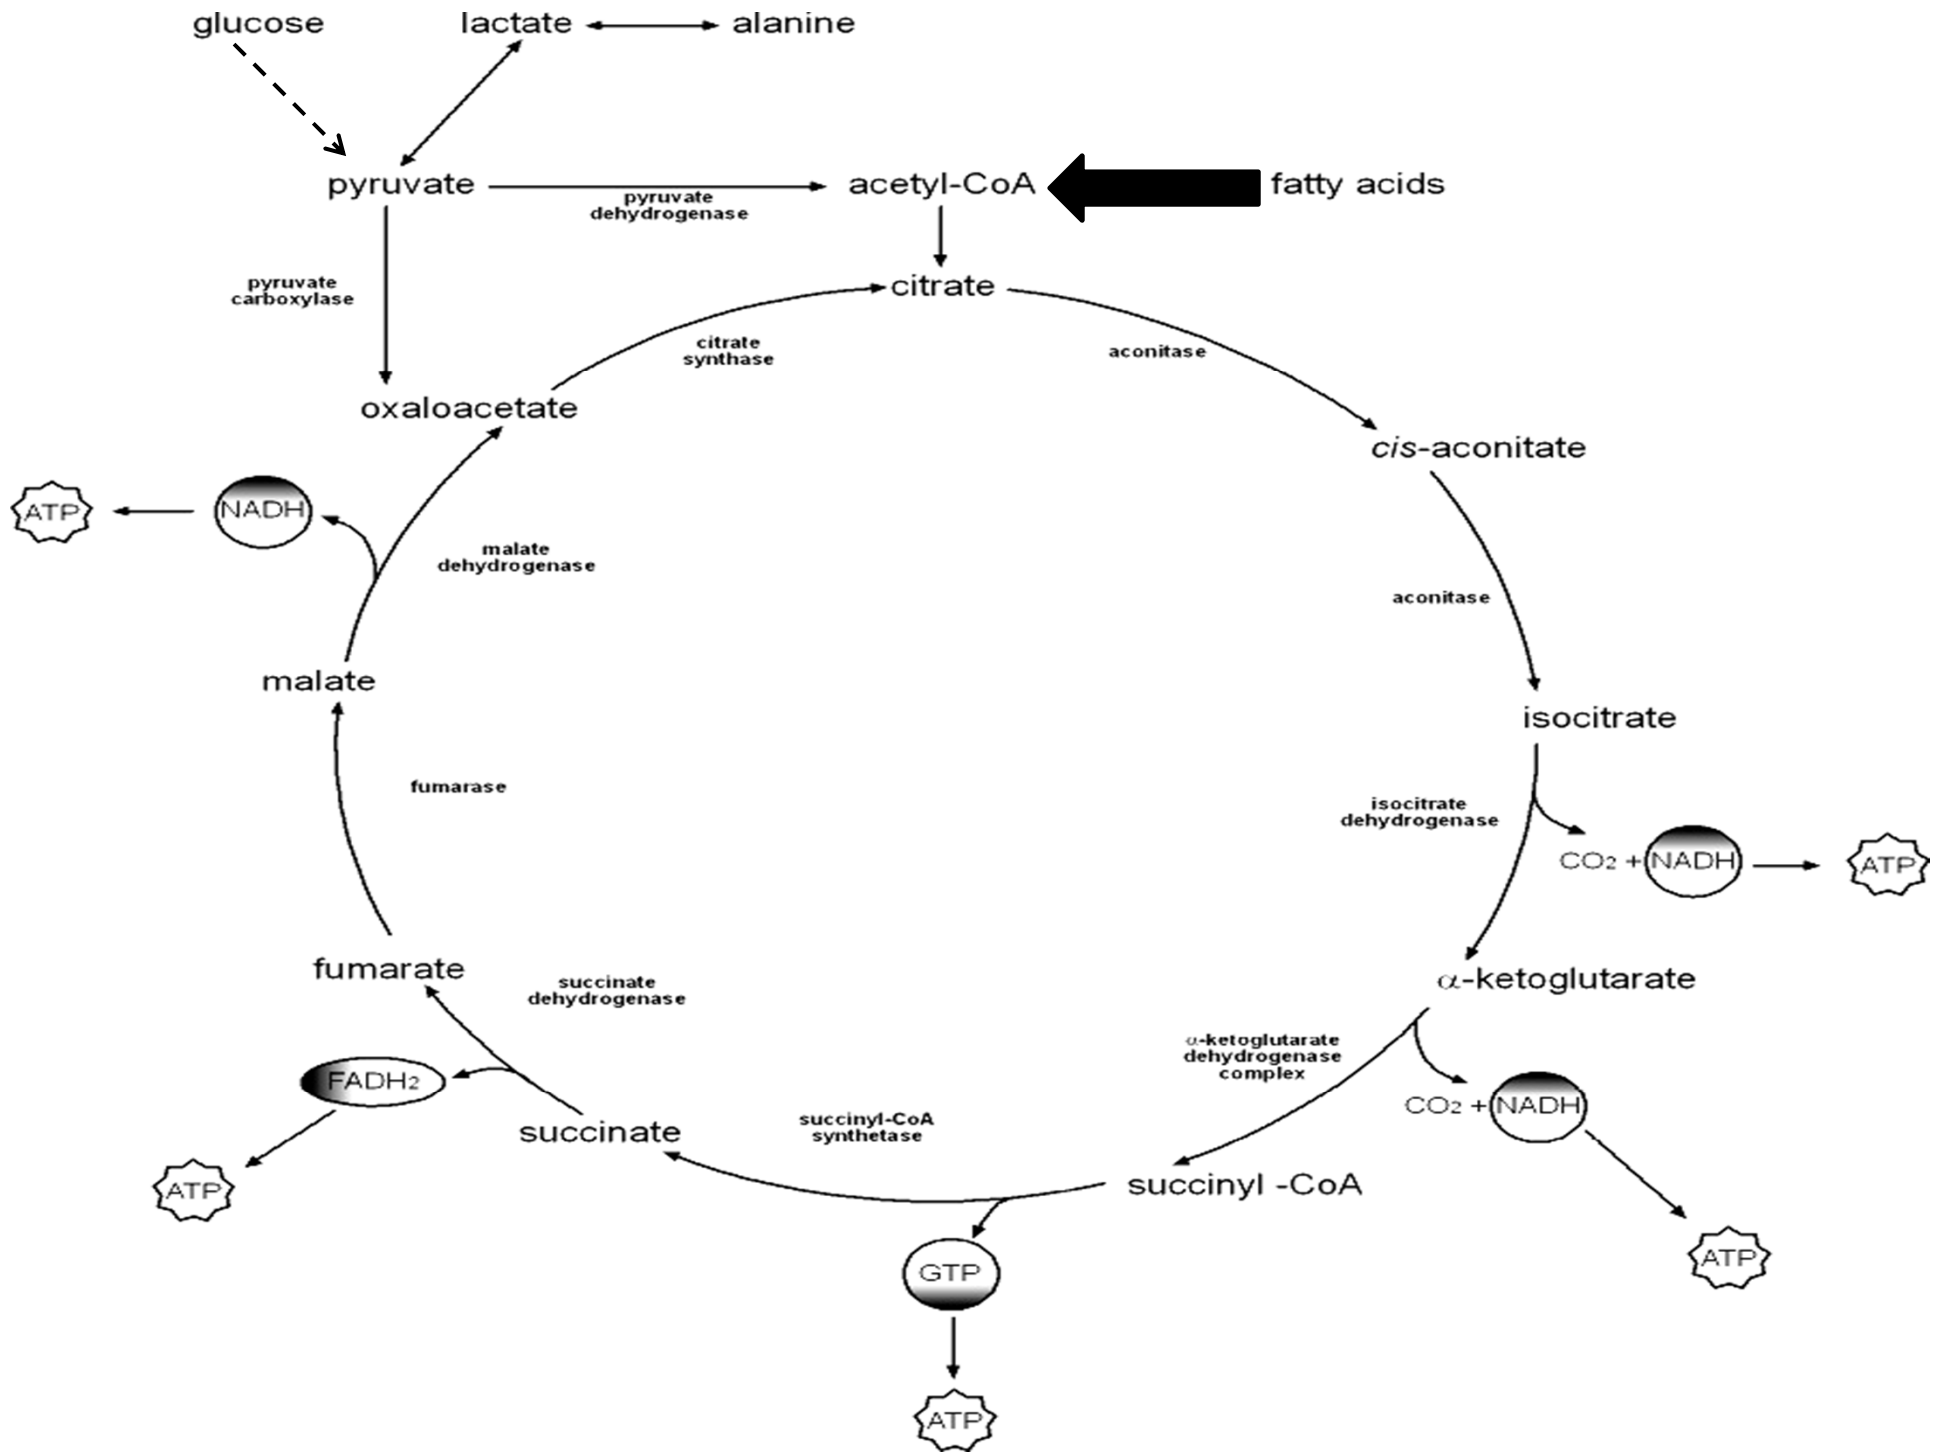 glucose
lactate
alanine
pyruvate
pyruvate
dehydrogenase
acetyl-CoA
fatty acids
pyruvate
carboxylase
citrate
citrate
synthase
aconitase
oxaloacetate
cis-aconitate
ATP
NADH
malate
dehydrogenase
aconitase
malate
isocitrate
fumarase
isocitrate
dehydrogenase
CO2 + NADH
ATP
fumarate
α-ketoglutarate
succinate
dehydrogenase
α-ketoglutarate
dehydrogenase
complex
FADH2
CO2 + NADH
succinate
succinyl-CoA
synthetase
ATP
succinyl -CoA
GTP
ATP
ATP